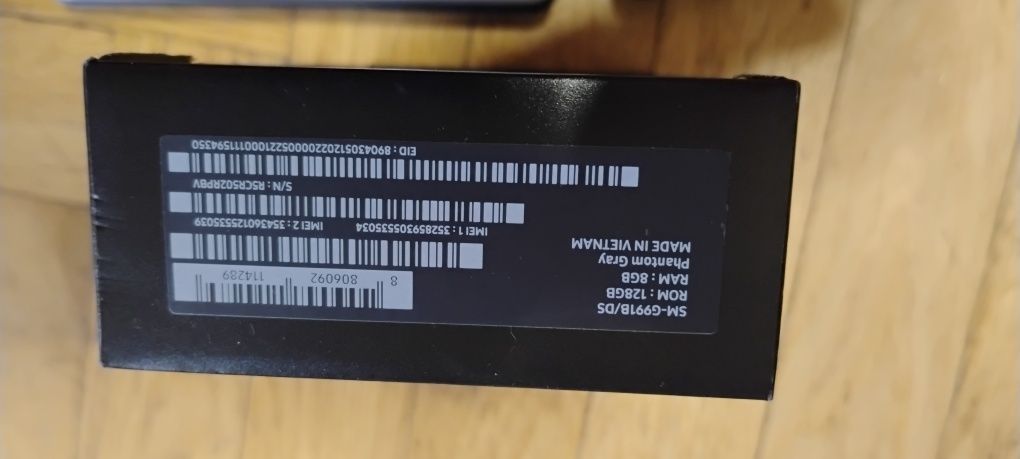 SM-G991B/DS
ROM : 128GB
RAM : 8GB
Phantom Gray
MADE IN VIETNAM
8 806092 114289
IMEI 1 : 352859305535034 IMEI 2 : 354360125535039
S/N : R5CR502RPBV
EID : 89043051202200000522100011594350